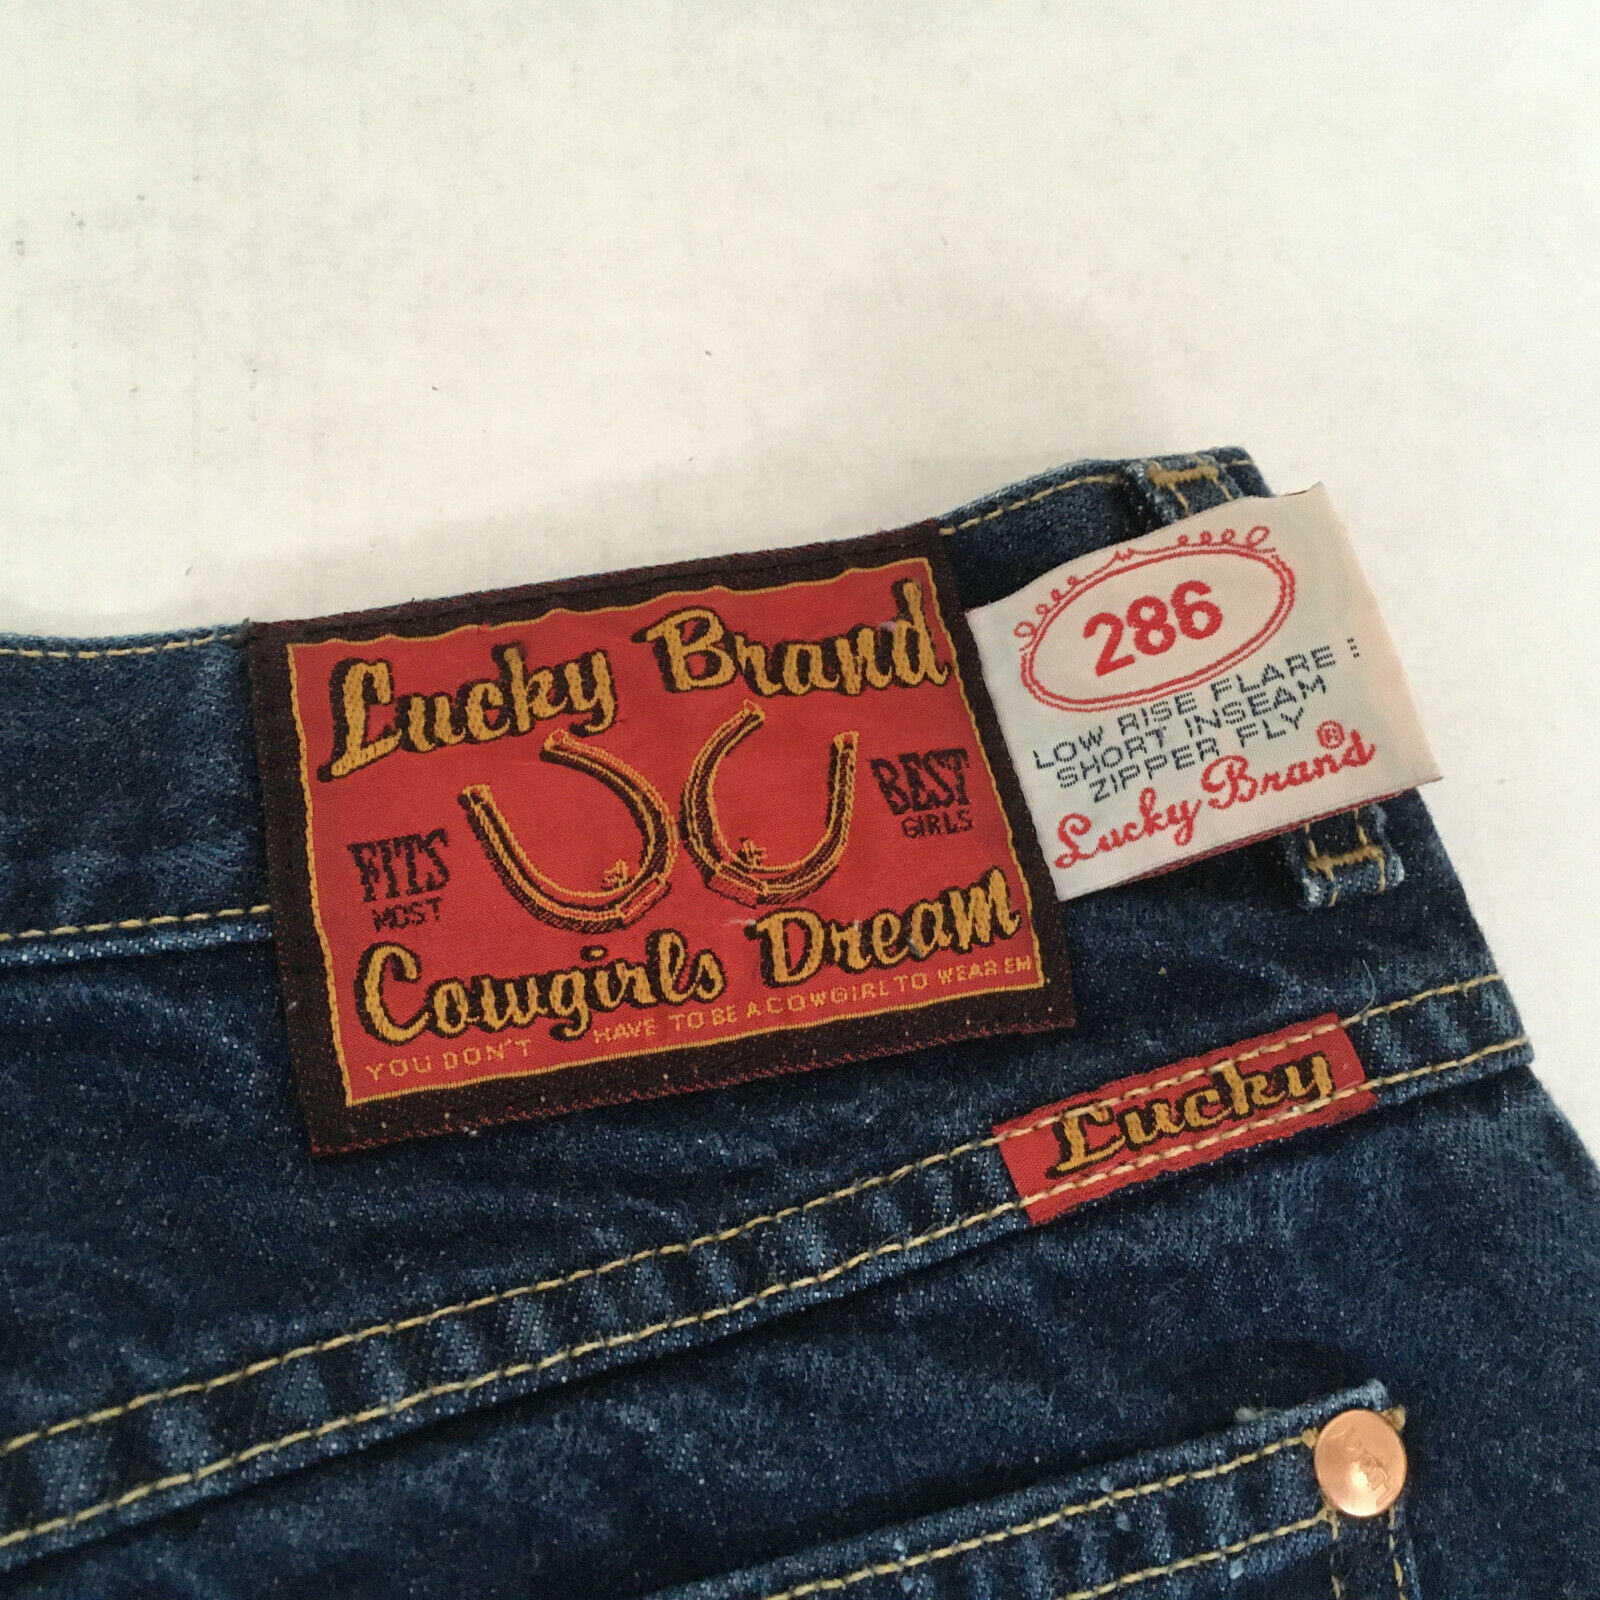 Lucky Brand
FITS
MOST
BEST
GIRLS
Cowgirls Dream
YOU DON'T HAVE TO BE A COWGIRL TO WEAR EM
286
LOW RISE FLARE :
SHORT INSEAM
ZIPPER FLY
Lucky Brand®
Lucky